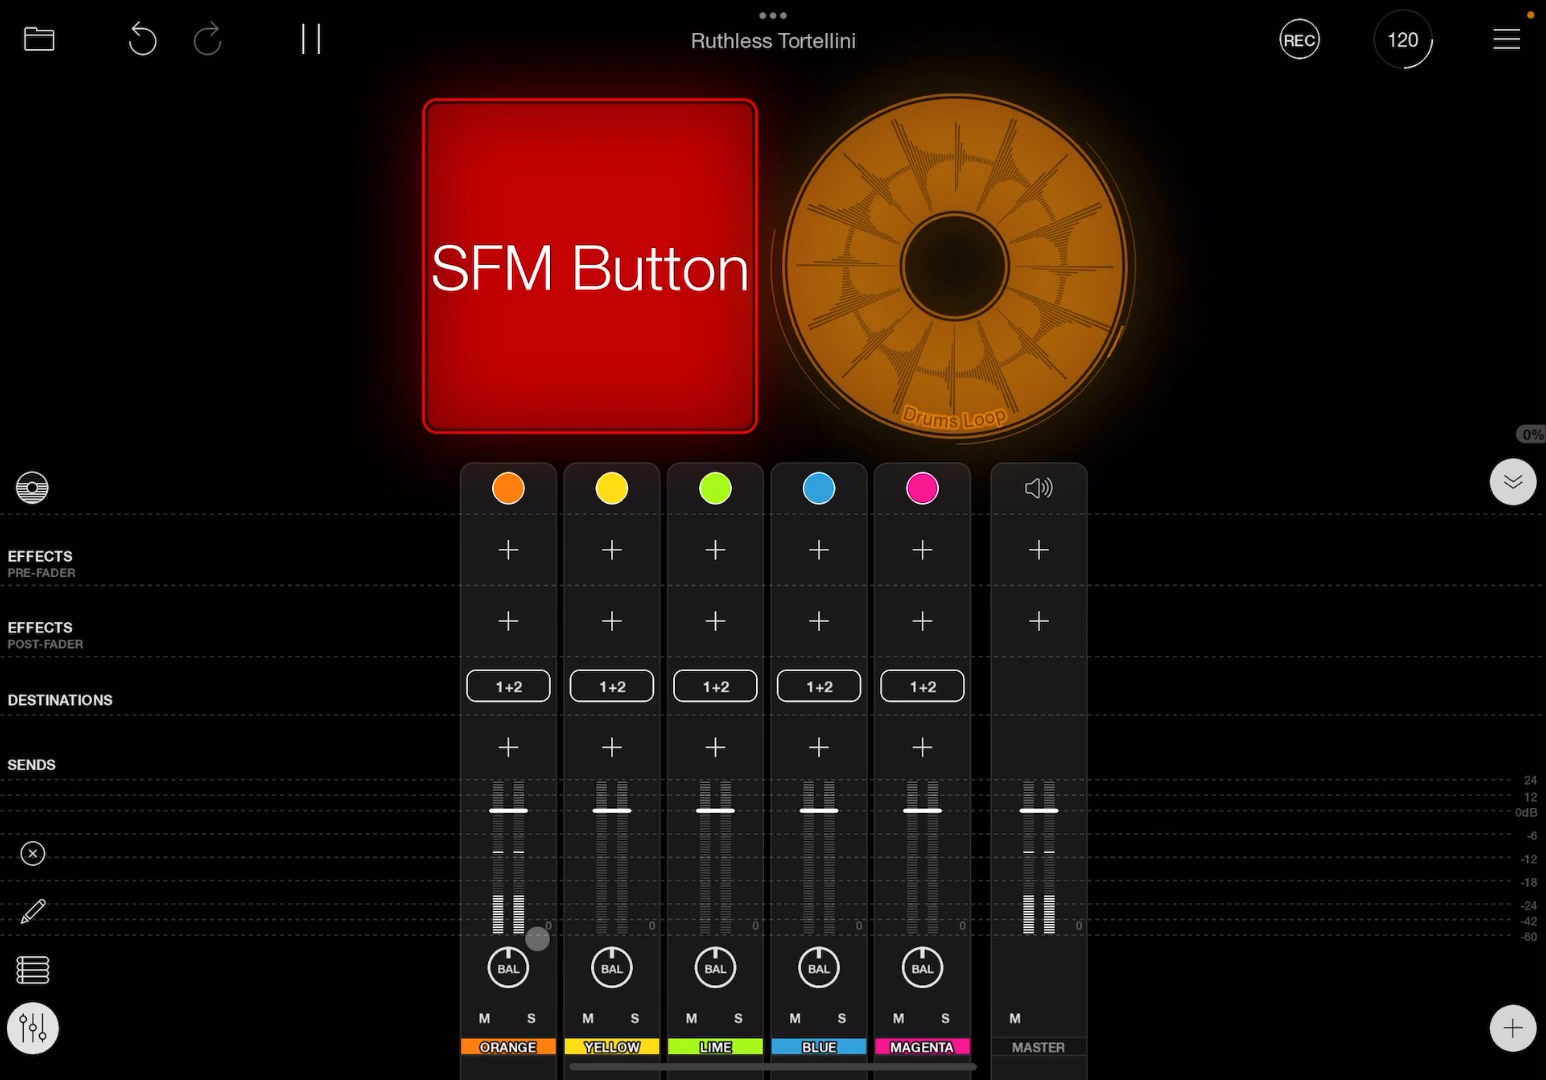 Ruthless Tortellini
REC
120
SFM Button
Drums Loop
0%
EFFECTS
PRE-FADER
EFFECTS
POST-FADER
DESTINATIONS
1+2 1+2 1+2 1+2 1+2
SENDS
24
12
0dB
-6
-12
-18
-24
-42
-60
0 0 0 0 0 0
BAL BAL BAL BAL BAL
M S M S M S M S M S M
ORANGE YELLOW LIME BLUE MAGENTA MASTER